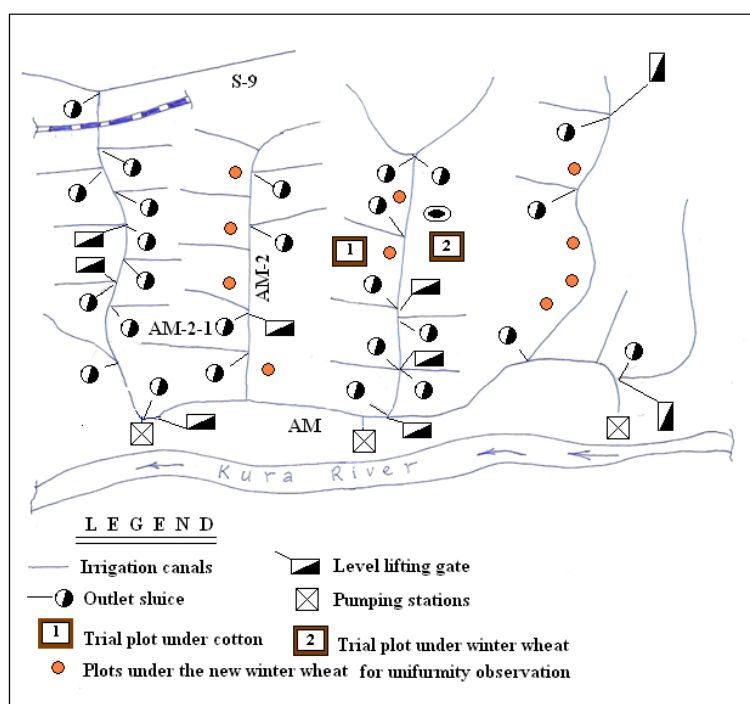 S-9
1
2
AM-2
AM-2-1
AM
Kura River
L E G E N D
Irrigation canals
Level lifting gate
Outlet sluice
Pumping stations
1 Trial plot under cotton
2 Trial plot under winter wheat
Plots under the new winter wheat for unifurmity observation